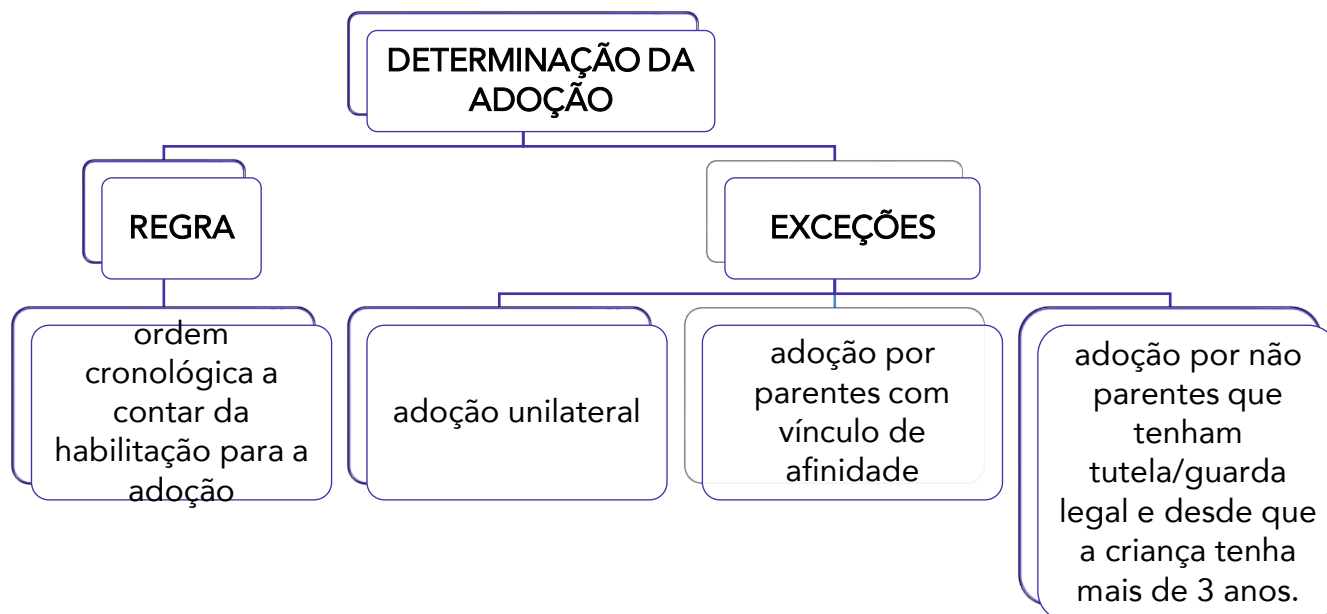 DETERMINAÇÃO DA
ADOÇÃO
REGRA
EXCEÇÕES
ordem
cronológica a
contar da
habilitação para a
adoção
adoção unilateral
adoção por
parentes com
vínculo de
afinidade
adoção por não
parentes que
tenham
tutela/guarda
legal e desde que
a criança tenha
mais de 3 anos.